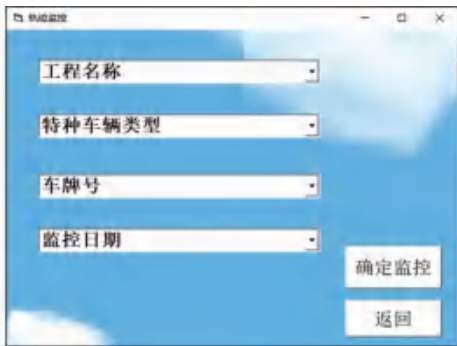 轨迹监控
工程名称
特种车辆类型
车牌号
监控日期
确定监控
返回